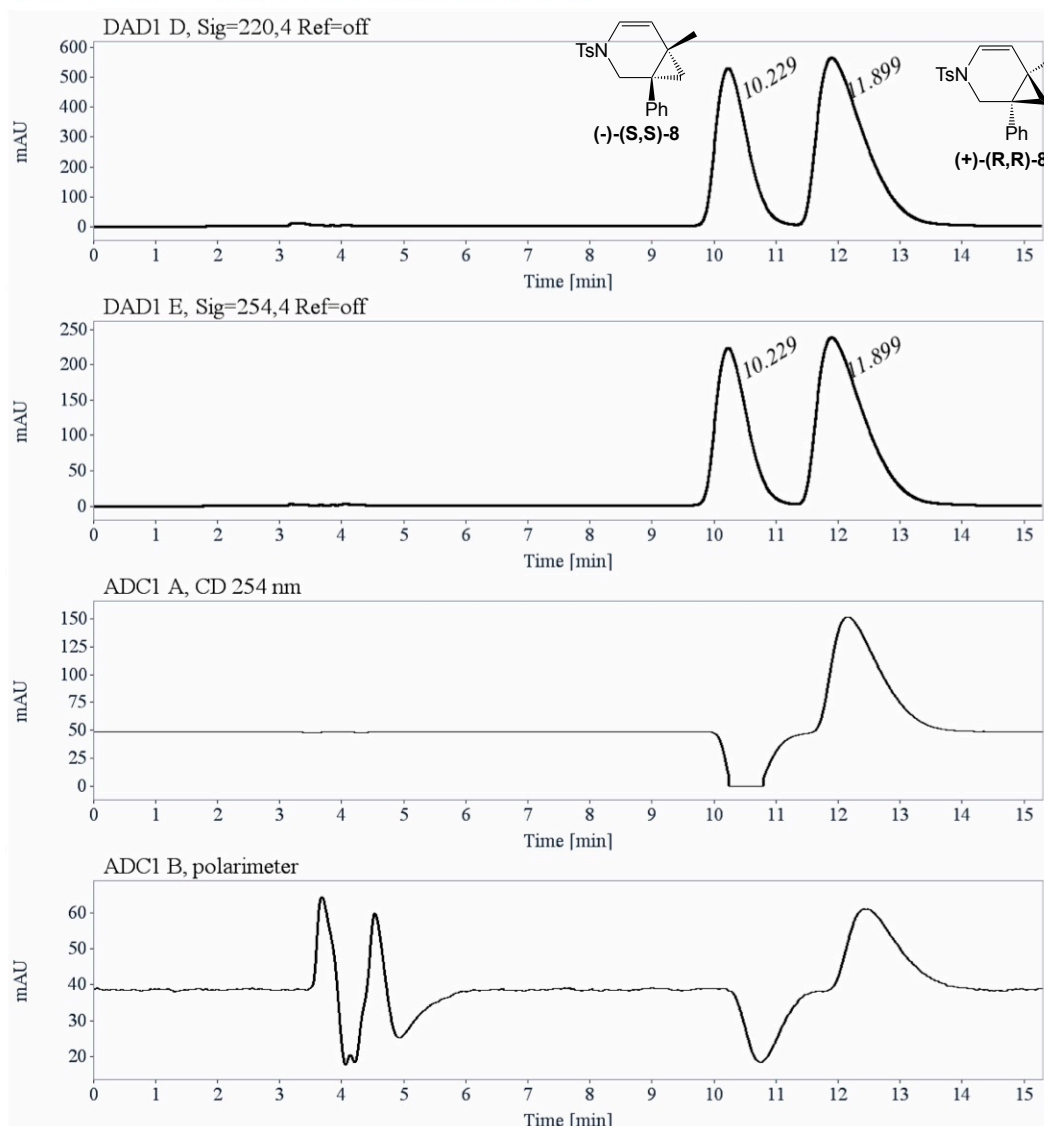 DAD1 D, Sig=220,4 Ref=off
600
500
400
300
200
100
0
mAU
10.229
11.899
TsN
Ph
(-)-(S,S)-8
TsN
Ph
(+)-(R,R)-8
0 1 2 3 4 5 6 7 8 9 10 11 12 13 14 15
Time [min]
DAD1 E, Sig=254,4 Ref=off
250
200
150
100
50
0
mAU
10.229
11.899
0 1 2 3 4 5 6 7 8 9 10 11 12 13 14 15
Time [min]
ADC1 A, CD 254 nm
150
125
100
75
50
25
0
mAU
0 1 2 3 4 5 6 7 8 9 10 11 12 13 14 15
Time [min]
ADC1 B, polarimeter
60
50
40
30
20
mAU
0 1 2 3 4 5 6 7 8 9 10 11 12 13 14 15
Time [min]